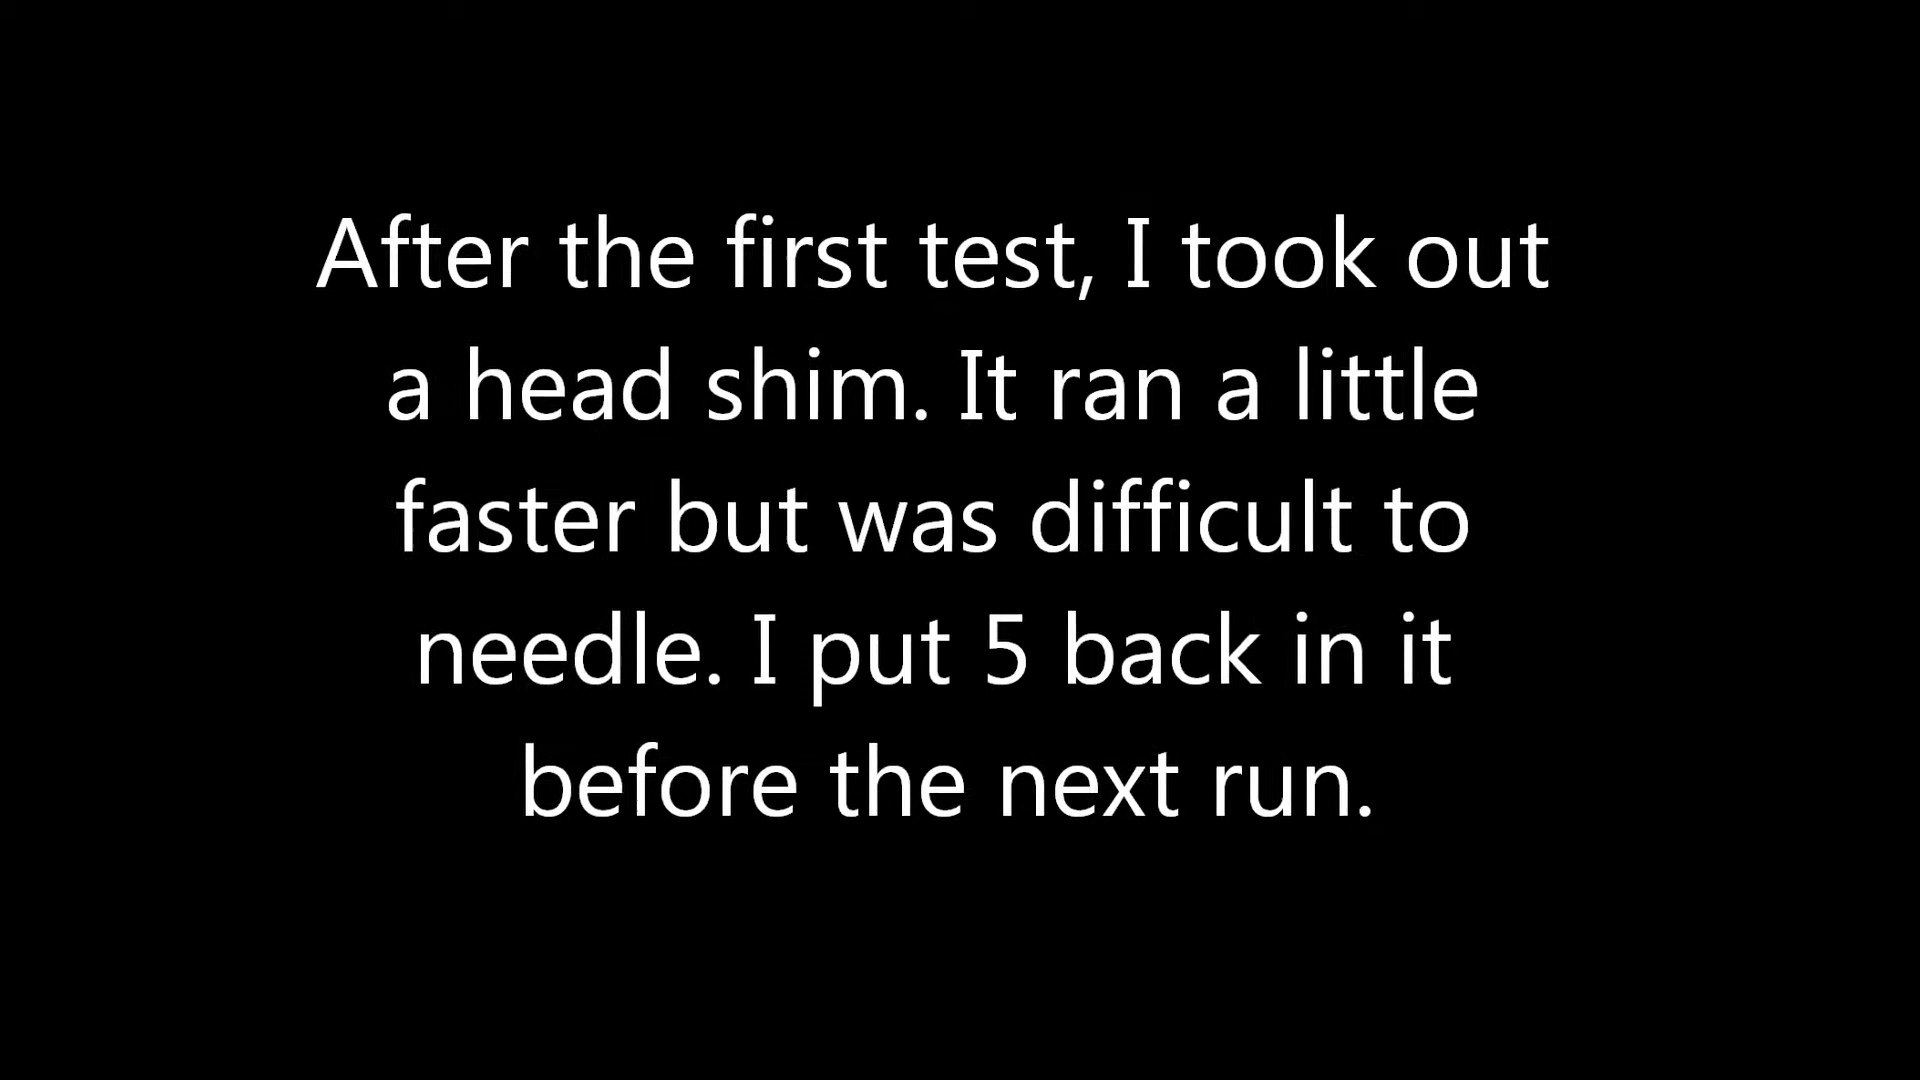 After the first test, I took out
a head shim. It ran a little
faster but was difficult to
needle. I put 5 back in it
before the next run.